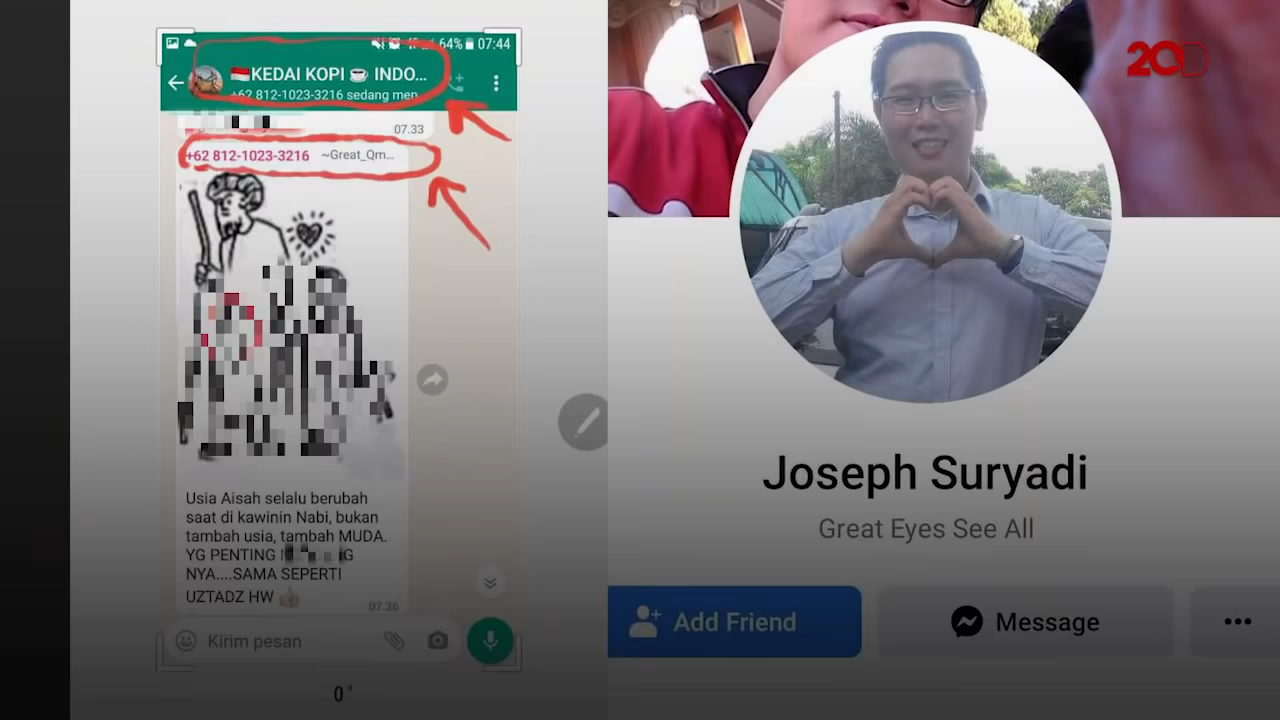 64% 07:44
KEDAI KOPI ☕ INDO...
+62 812-1023-3216 sedang men
07.33
+62 812-1023-3216 ~Great_Qm...
Usia Aisah selalu berubah
saat di kawinin Nabi, bukan
tambah usia, tambah MUDA.
YG PENTING
NYA....SAMA SEPERTI
UZTADZ HW 👍
07.36
Kirim pesan
0
20D
Joseph Suryadi
Great Eyes See All
Add Friend
Message